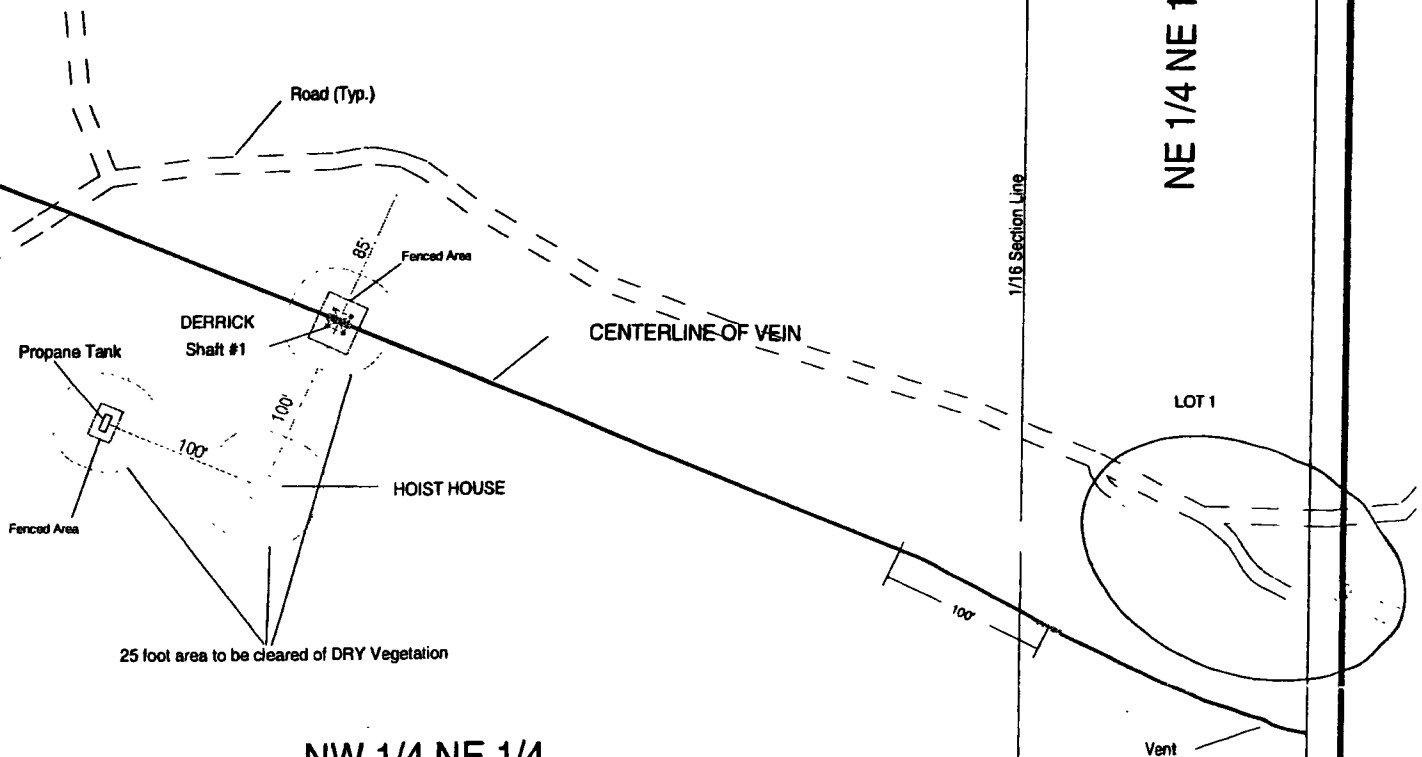 NE 1/4 NE 1
Road (Typ.)
1/16 Section Line
85'
Fenced Area
DERRICK
Shaft #1
CENTERLINE OF VEIN
Propane Tank
LOT 1
100'
100'
HOIST HOUSE
Fenced Area
100'
25 foot area to be cleared of DRY Vegetation
NW 1/4 NE 1/4
Vent